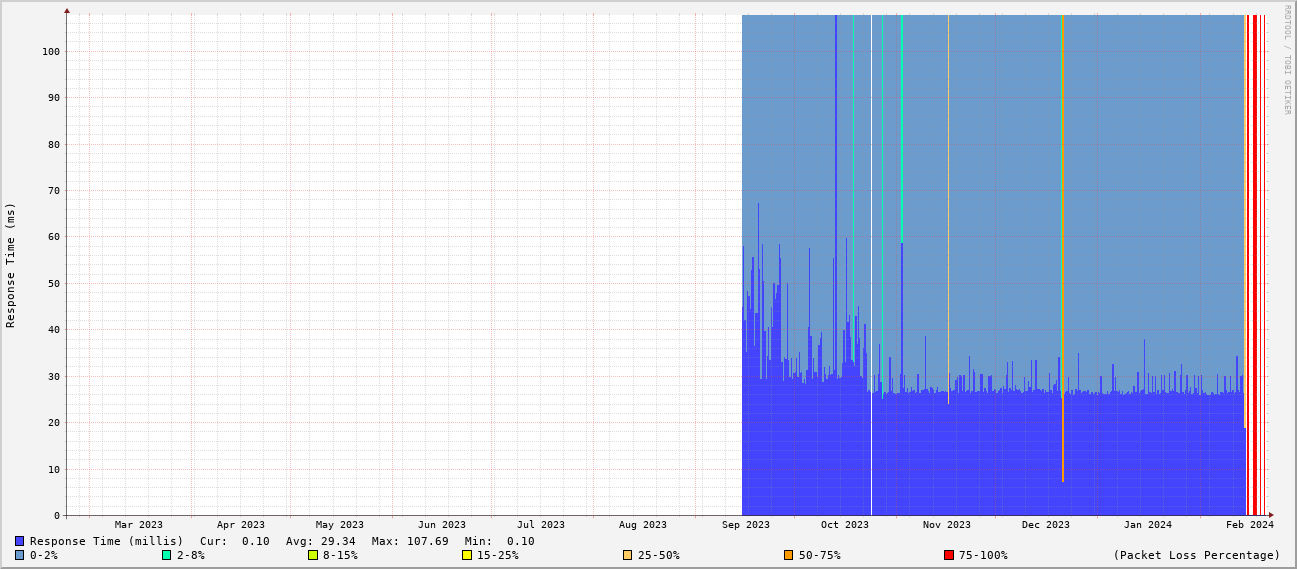 RRDTOOL / TOBI OETIKER
Response Time (ms)
100
90
80
70
60
50
40
30
20
10
0
Mar 2023 Apr 2023 May 2023 Jun 2023 Jul 2023 Aug 2023 Sep 2023 Oct 2023 Nov 2023 Dec 2023 Jan 2024 Feb 2024
Response Time (millis) Cur: 0.10 Avg: 29.34 Max: 107.69 Min: 0.10
0-2% 2-8% 8-15% 15-25% 25-50% 50-75% 75-100% (Packet Loss Percentage)